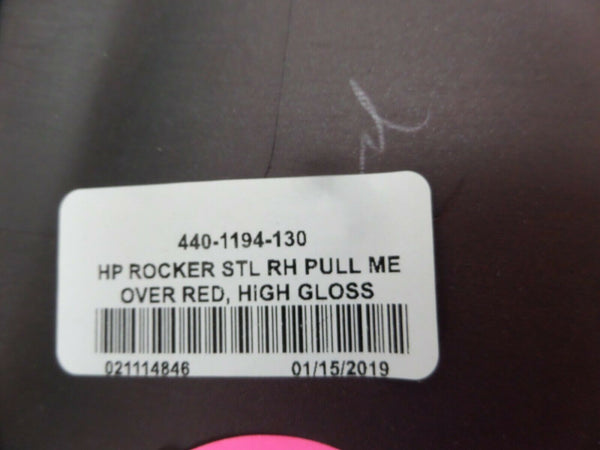 440-1194-130
HP ROCKER STL RH PULL ME
OVER RED, HiGH GLOSS
021114846 01/15/2019